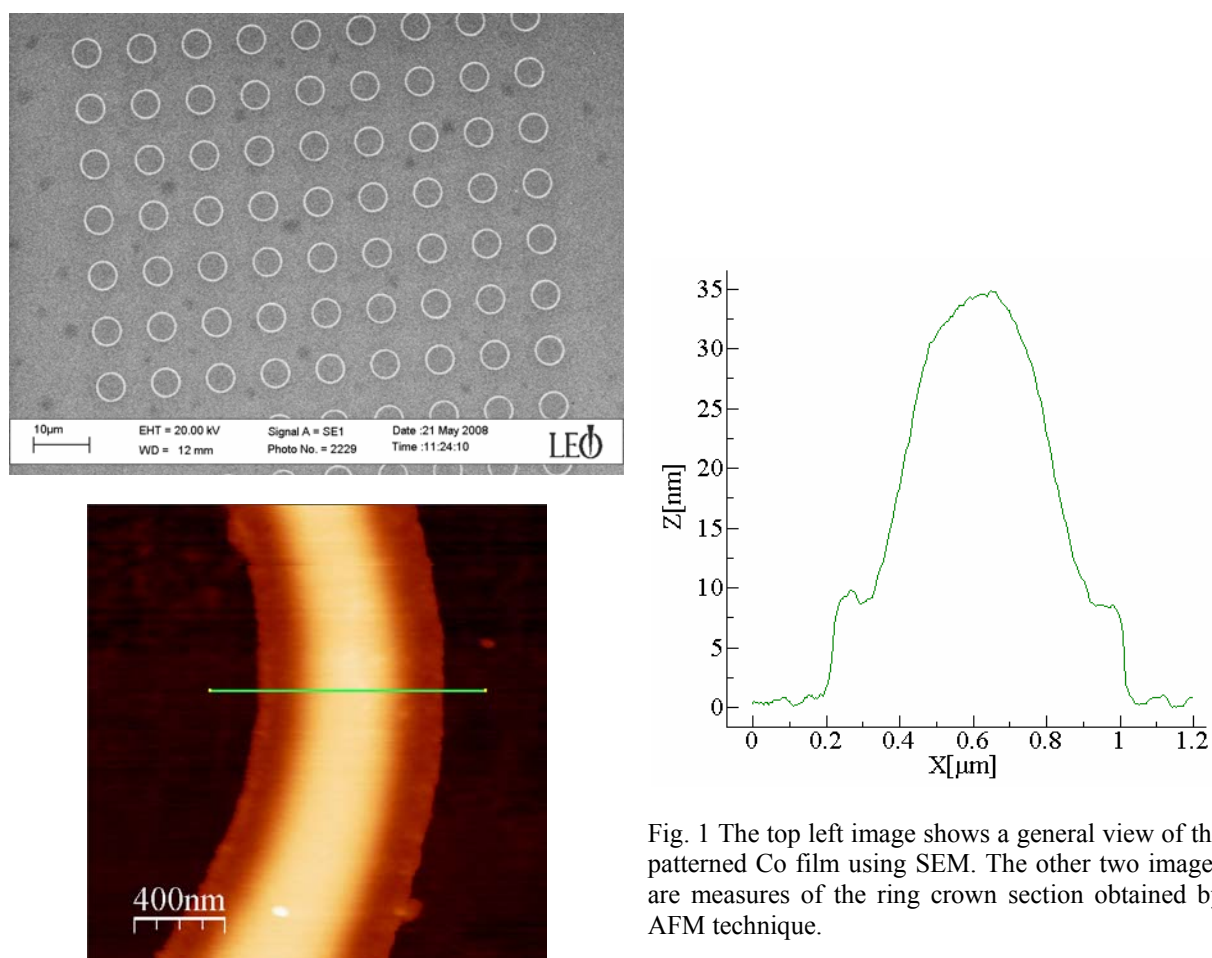 10µm
EHT = 20.00 kV
Signal A = SE1
Date :21 May 2008
WD = 12 mm
Photo No. = 2229
Time :11:24:10
LEO
400nm
35
30
25
20
15
10
5
0
Z[nm]
0 0.2 0.4 0.6 0.8 1 1.2
X[µm]
Fig. 1 The top left image shows a general view of th
patterned Co film using SEM. The other two image
are measures of the ring crown section obtained b
AFM technique.